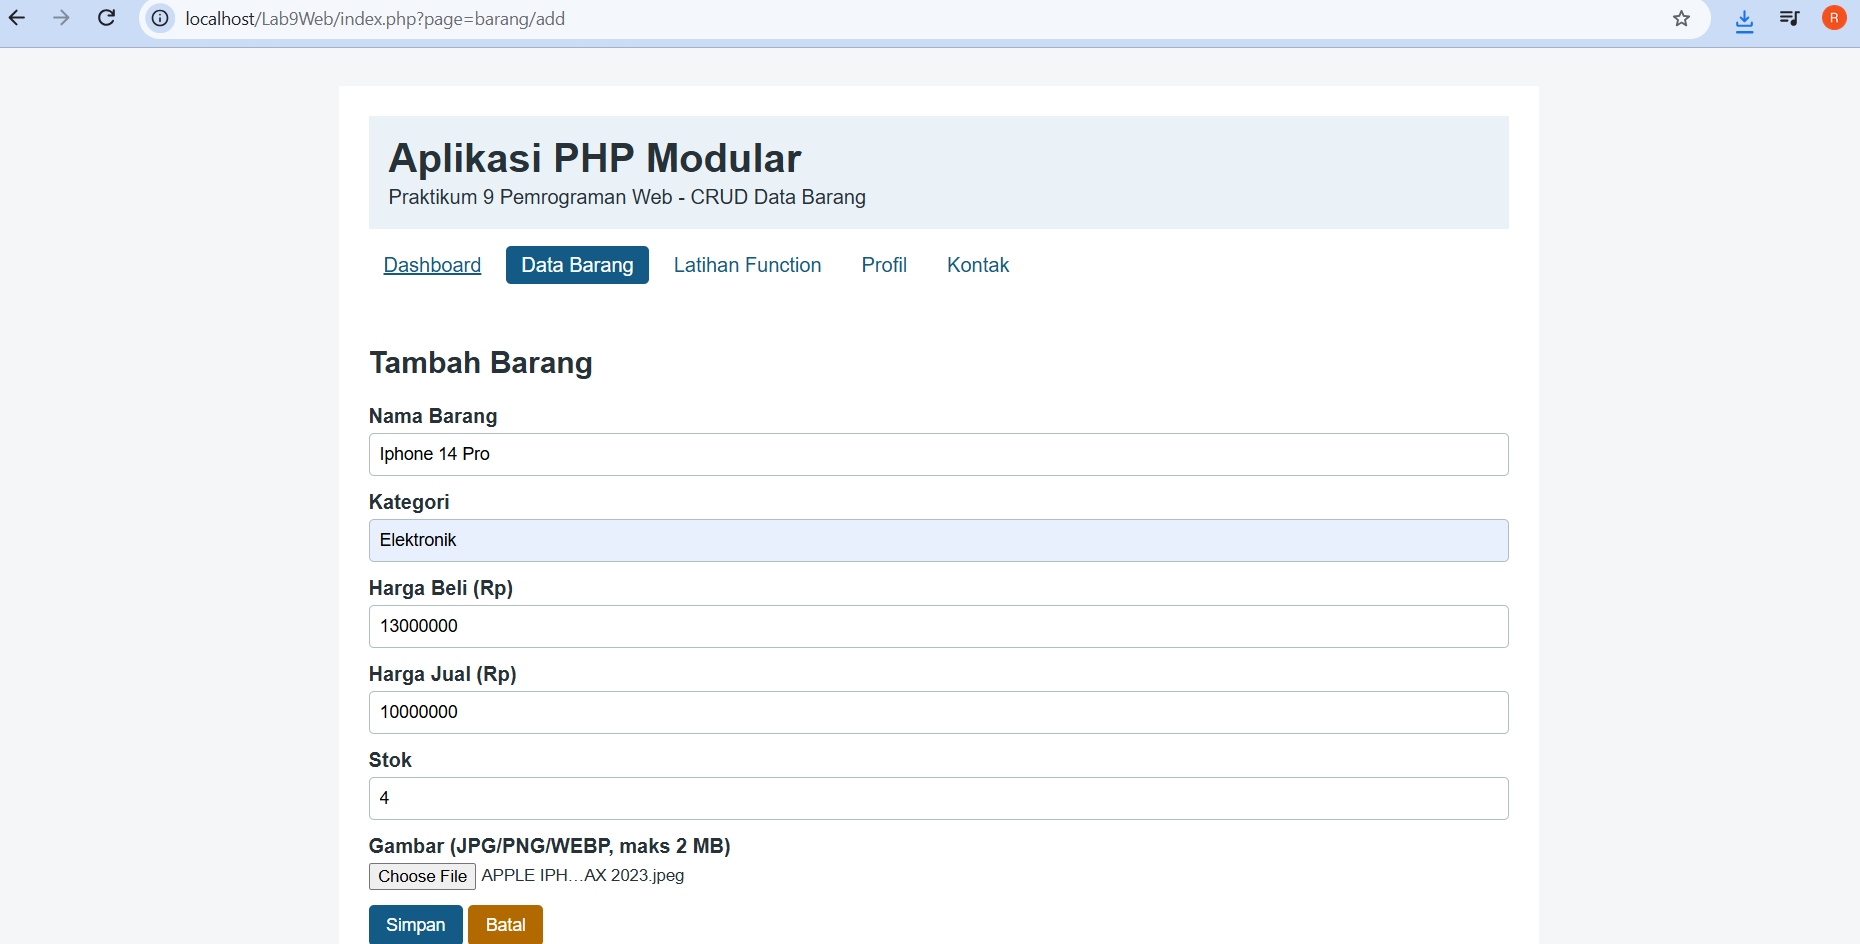 localhost/Lab9Web/index.php?page=barang/add
R
Aplikasi PHP Modular
Praktikum 9 Pemrograman Web - CRUD Data Barang
Dashboard Data Barang Latihan Function Profil Kontak
Tambah Barang
Nama Barang
Iphone 14 Pro
Kategori
Elektronik
Harga Beli (Rp)
13000000
Harga Jual (Rp)
10000000
Stok
4
Gambar (JPG/PNG/WEBP, maks 2 MB)
Choose File APPLE IPH…AX 2023.jpeg
Simpan Batal